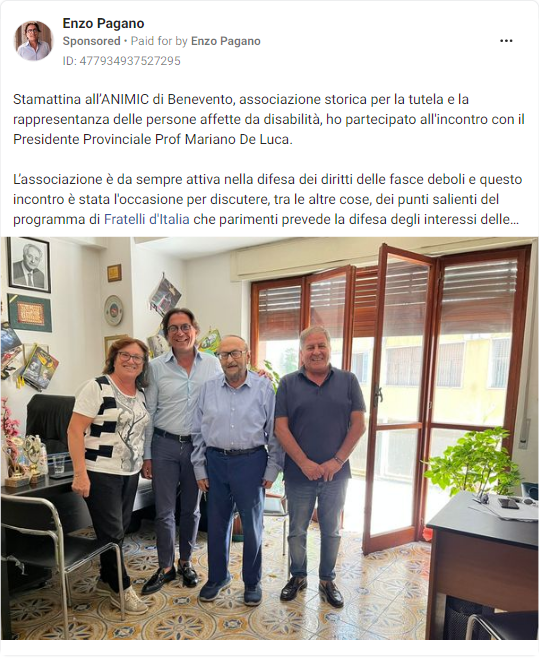 Enzo Pagano
Sponsored • Paid for by Enzo Pagano
ID: 477934937527295
Stamattina all'ANIMIC di Benevento, associazione storica per la tutela e la
rappresentanza delle persone affette da disabilità, ho partecipato all'incontro con il
Presidente Provinciale Prof Mariano De Luca.
L'associazione è da sempre attiva nella difesa dei diritti delle fasce deboli e questo
incontro è stata l'occasione per discutere, tra le altre cose, dei punti salienti del
programma di Fratelli d'Italia che parimenti prevede la difesa degli interessi delle…